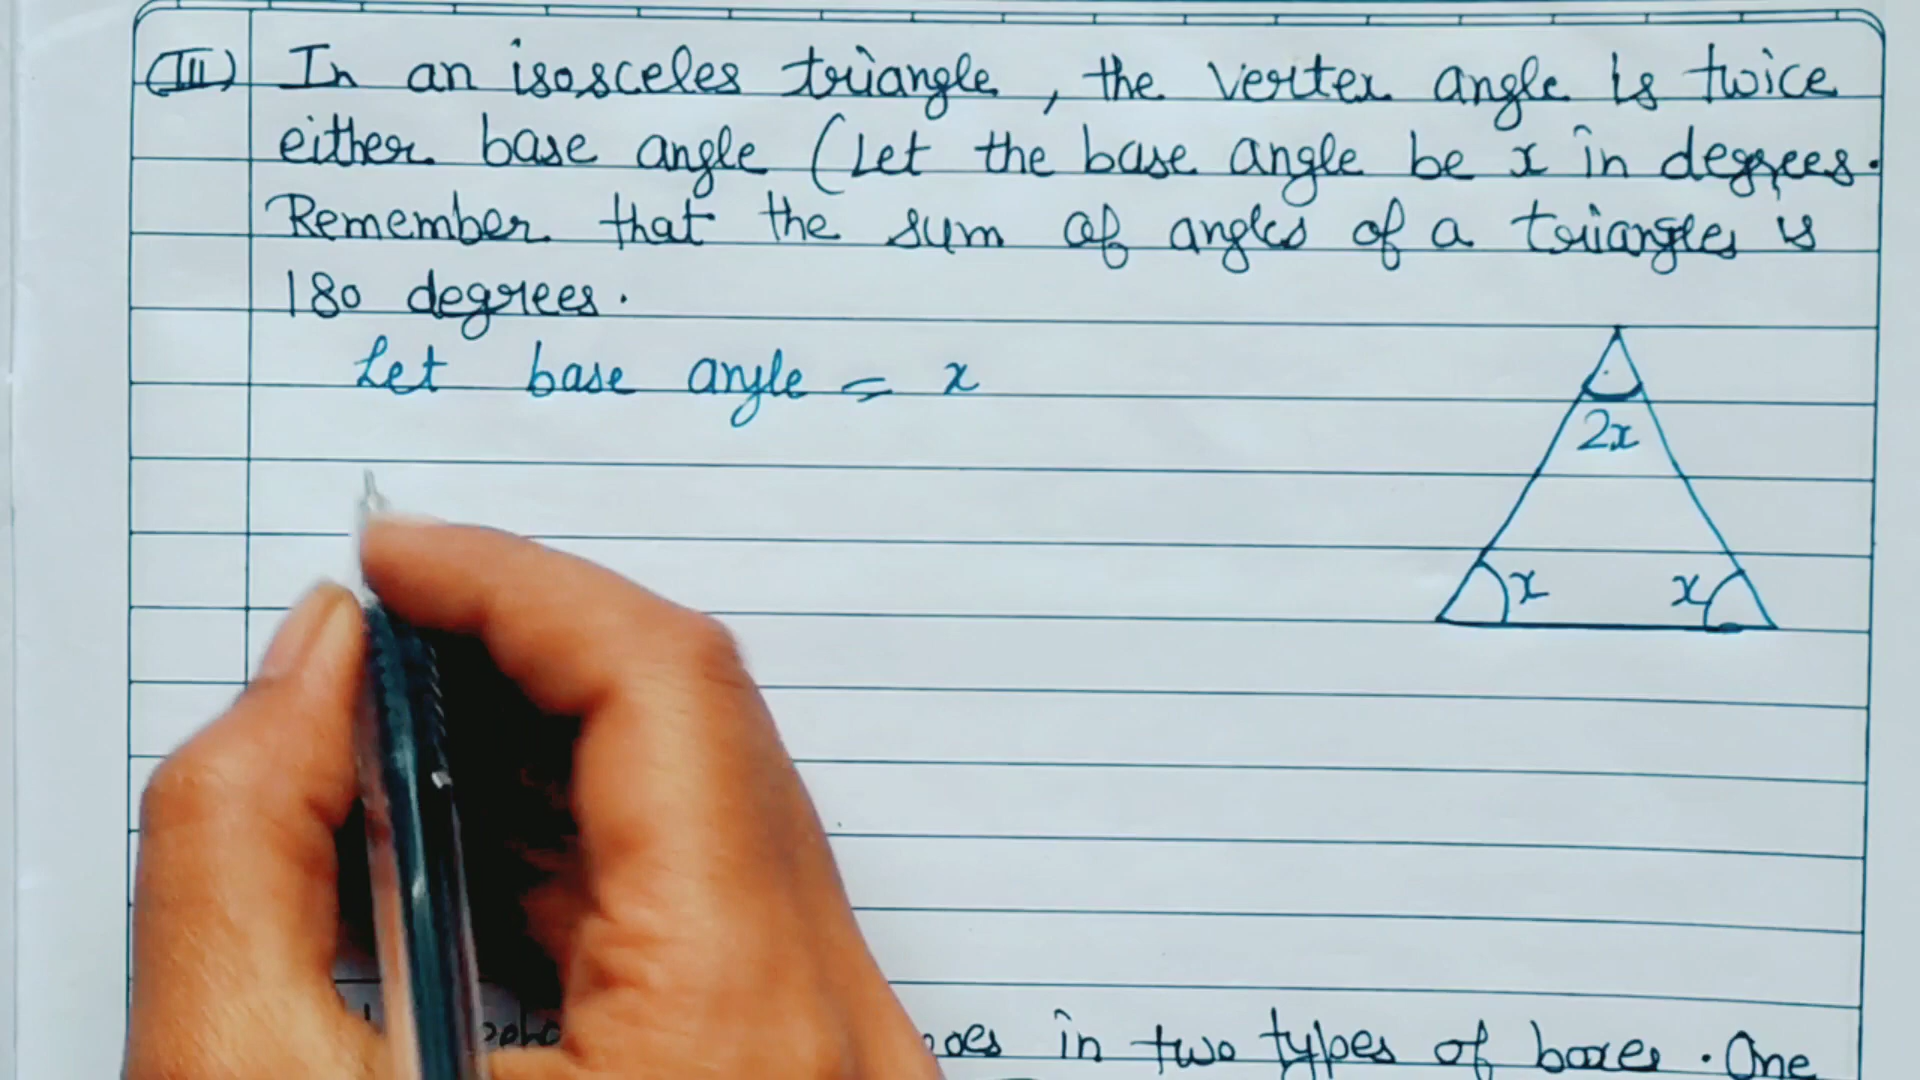 (III) In an isosceles triangle, the vertex angle is twice
either base angle (Let the base angle be x in degrees.
Remember that the sum of angles of a triangles is
180 degrees.
Let base angle = x
2x
x x
in two types of boxes. One